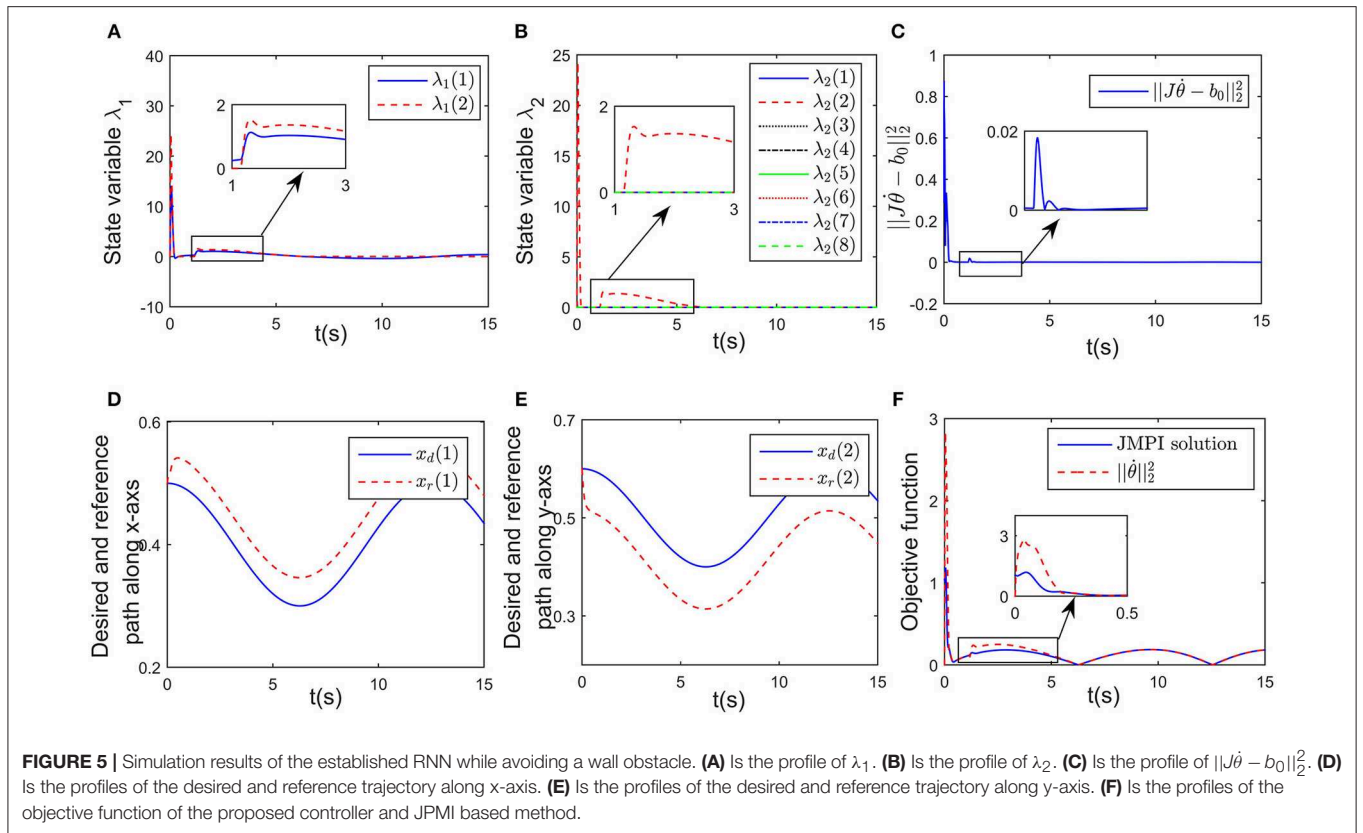 A
40
30
20
10
0
-10
State variable λ₁
λ₁(1)
λ₁(2)
2
0
1 3
0 5 10 15
t(s)
B
25
20
15
10
5
0
State variable λ₂
λ₂(1)
λ₂(2)
λ₂(3)
λ₂(4)
λ₂(5)
λ₂(6)
λ₂(7)
λ₂(8)
2
0
1 3
0 5 10 15
t(s)
C
1
0.8
0.6
0.4
0.2
0
-0.2
||Jθ̇ − b₀||₂²
||Jθ̇ − b₀||₂²
0.02
0
0 5 10 15
t(s)
D
0.6
0.4
0.2
Desired and reference
path along x-axs
x_d(1)
x_r(1)
0 5 10 15
t(s)
E
0.7
0.5
0.3
Desired and reference
path along y-axs
x_d(2)
x_r(2)
0 5 10 15
t(s)
F
3
2
1
0
Objective function
JMPI solution
||θ̇||₂²
3
0
0 0.5
0 5 10 15
t(s)
FIGURE 5 | Simulation results of the established RNN while avoiding a wall obstacle. (A) Is the profile of λ₁. (B) Is the profile of λ₂. (C) Is the profile of ||Jθ̇ − b₀||₂². (D)
Is the profiles of the desired and reference trajectory along x-axis. (E) Is the profiles of the desired and reference trajectory along y-axis. (F) Is the profiles of the
objective function of the proposed controller and JPMI based method.